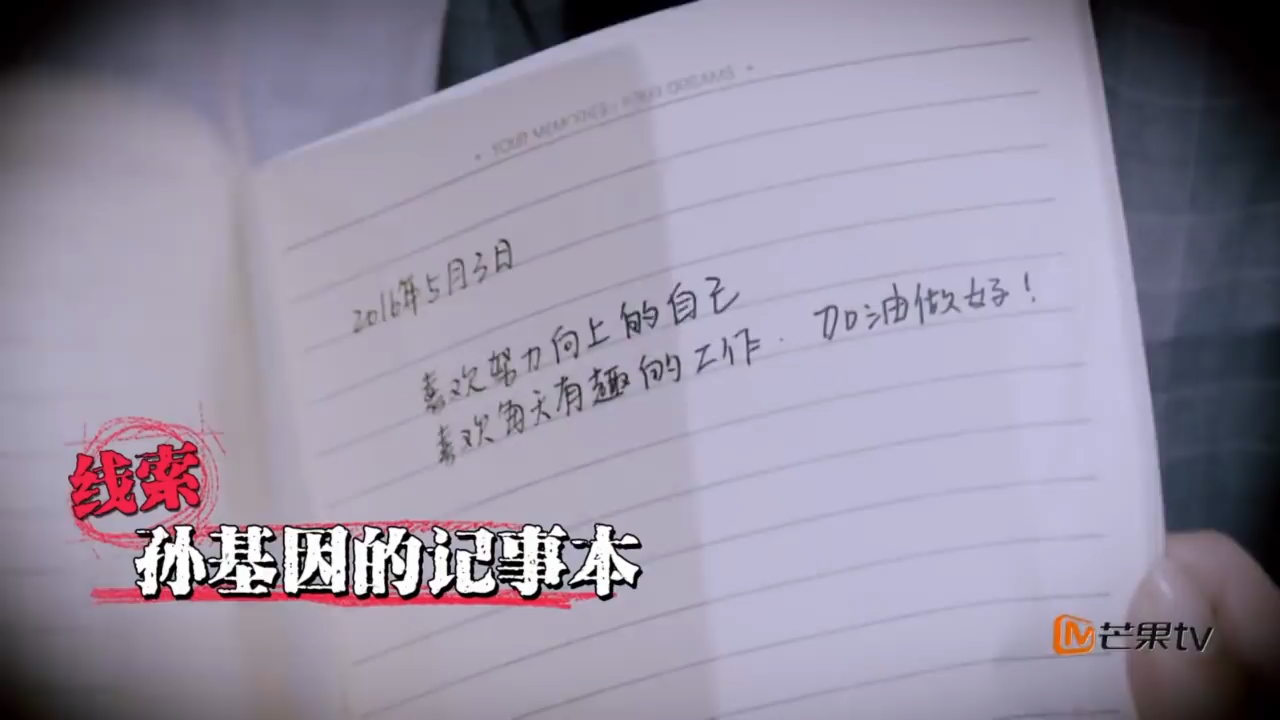 YOUR MEMORIES · YOUR DREAMS
2016年5月3日
喜欢努力向上的自己
喜欢每天有趣的工作. 加油做好!
线索
孙基因的记事本
芒果tv